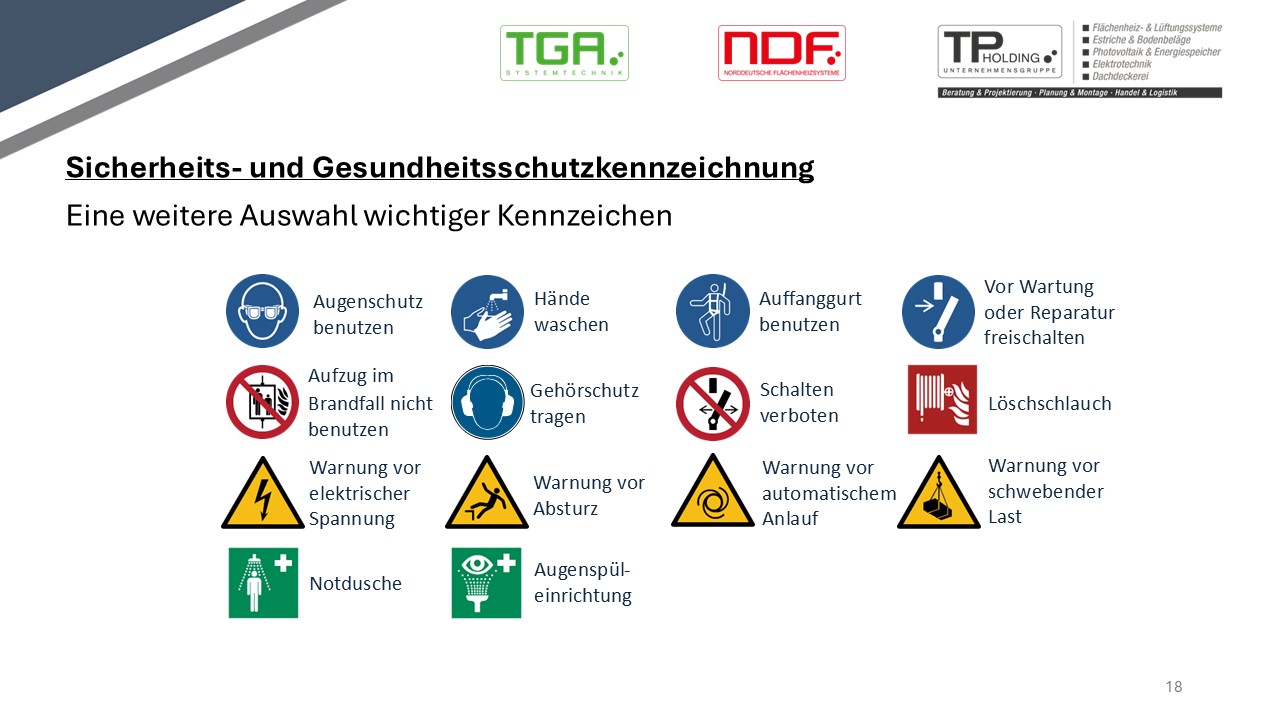 TGA
SYSTEMTECHNIK
NDF
NORDDEUTSCHE FLÄCHENHEIZSYSTEME
TP HOLDING
UNTERNEHMENSGRUPPE
Flächenheiz- & Lüftungssysteme
Estriche & Bodenbeläge
Photovoltaik & Energiespeicher
Elektrotechnik
Dachdeckerei
Beratung & Projektierung · Planung & Montage · Handel & Logistik
Sicherheits- und Gesundheitsschutzkennzeichnung
Eine weitere Auswahl wichtiger Kennzeichen
Augenschutz
benutzen
Hände
waschen
Auffanggurt
benutzen
Vor Wartung
oder Reparatur
freischalten
Aufzug im
Brandfall nicht
benutzen
Gehörschutz
tragen
Schalten
verboten
Löschschlauch
Warnung vor
elektrischer
Spannung
Warnung vor
Absturz
Warnung vor
automatischem
Anlauf
Warnung vor
schwebender
Last
Notdusche
Augenspül-
einrichtung
18